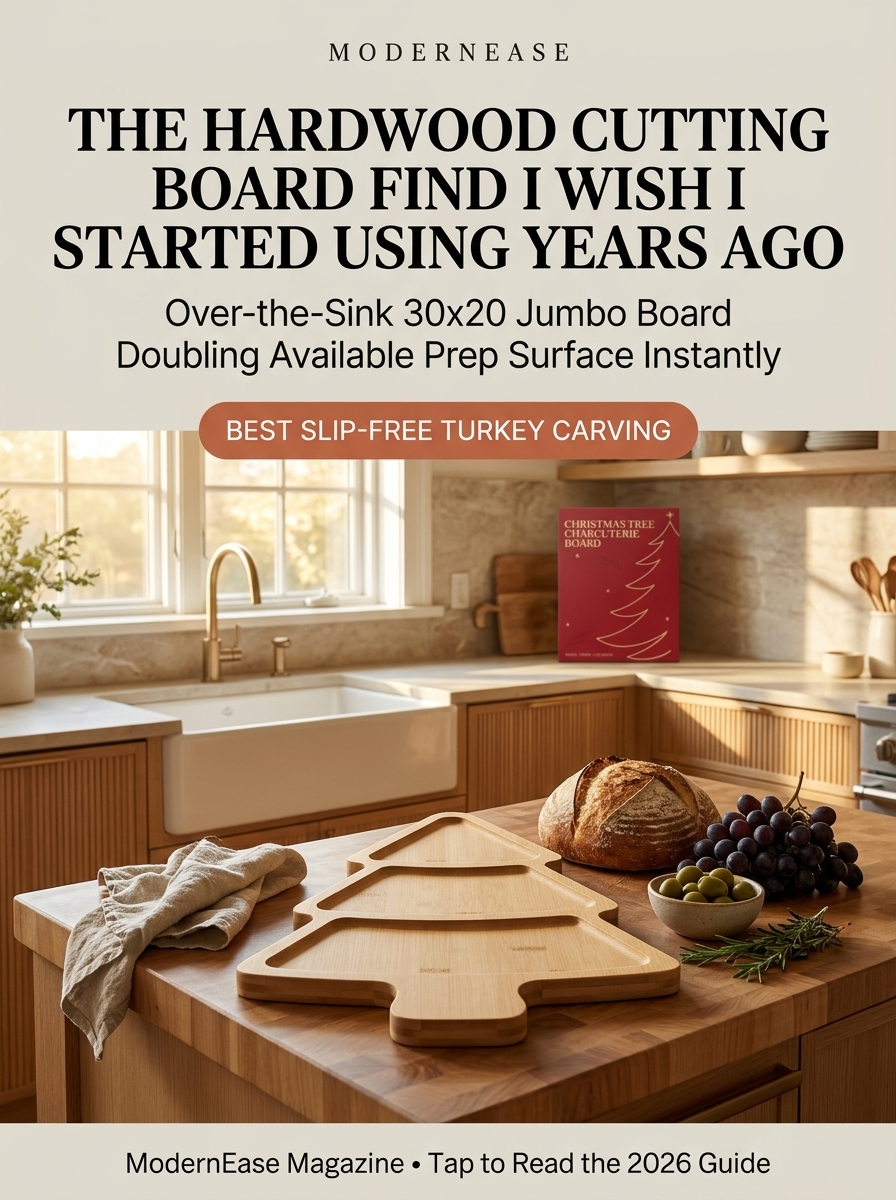 MODERNEASE
THE HARDWOOD CUTTING
BOARD FIND I WISH I
STARTED USING YEARS AGO
Over-the-Sink 30x20 Jumbo Board
Doubling Available Prep Surface Instantly
BEST SLIP-FREE TURKEY CARVING
CHRISTMAS TREE
CHARCUTERIE
BOARD
ModernEase Magazine • Tap to Read the 2026 Guide